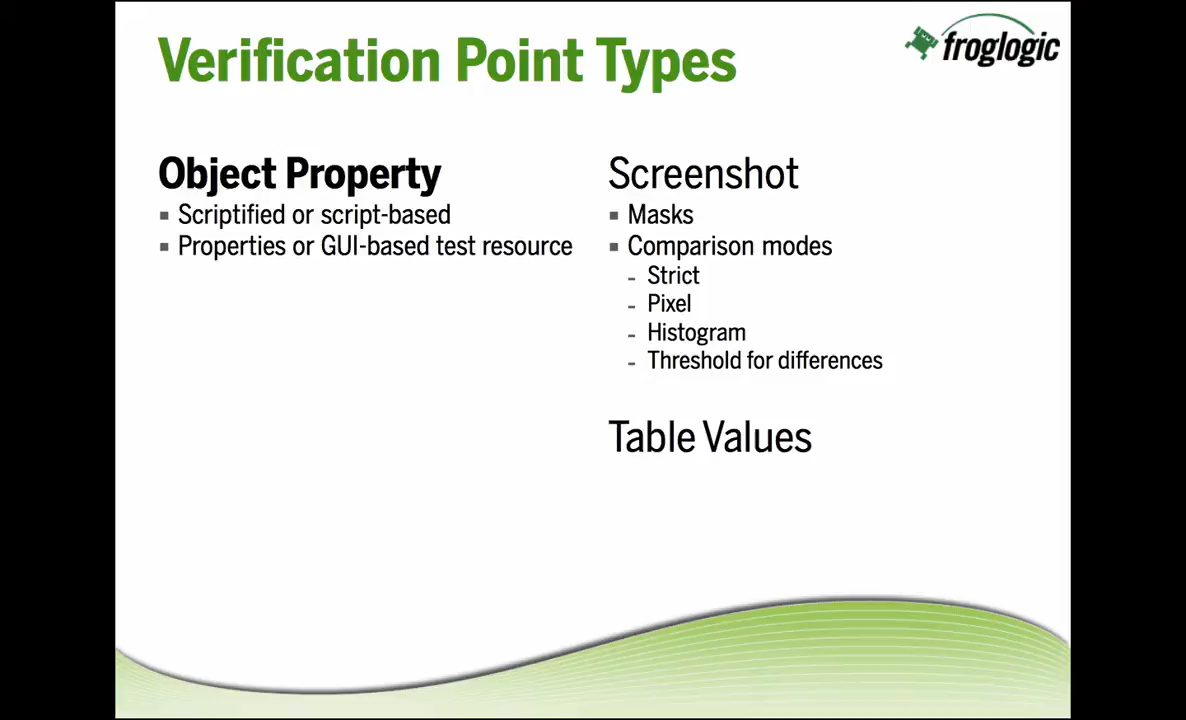 Verification Point Types
froglogic
Object Property
▪ Scriptified or script-based
▪ Properties or GUI-based test resource
Screenshot
▪ Masks
▪ Comparison modes
- Strict
- Pixel
- Histogram
- Threshold for differences
Table Values